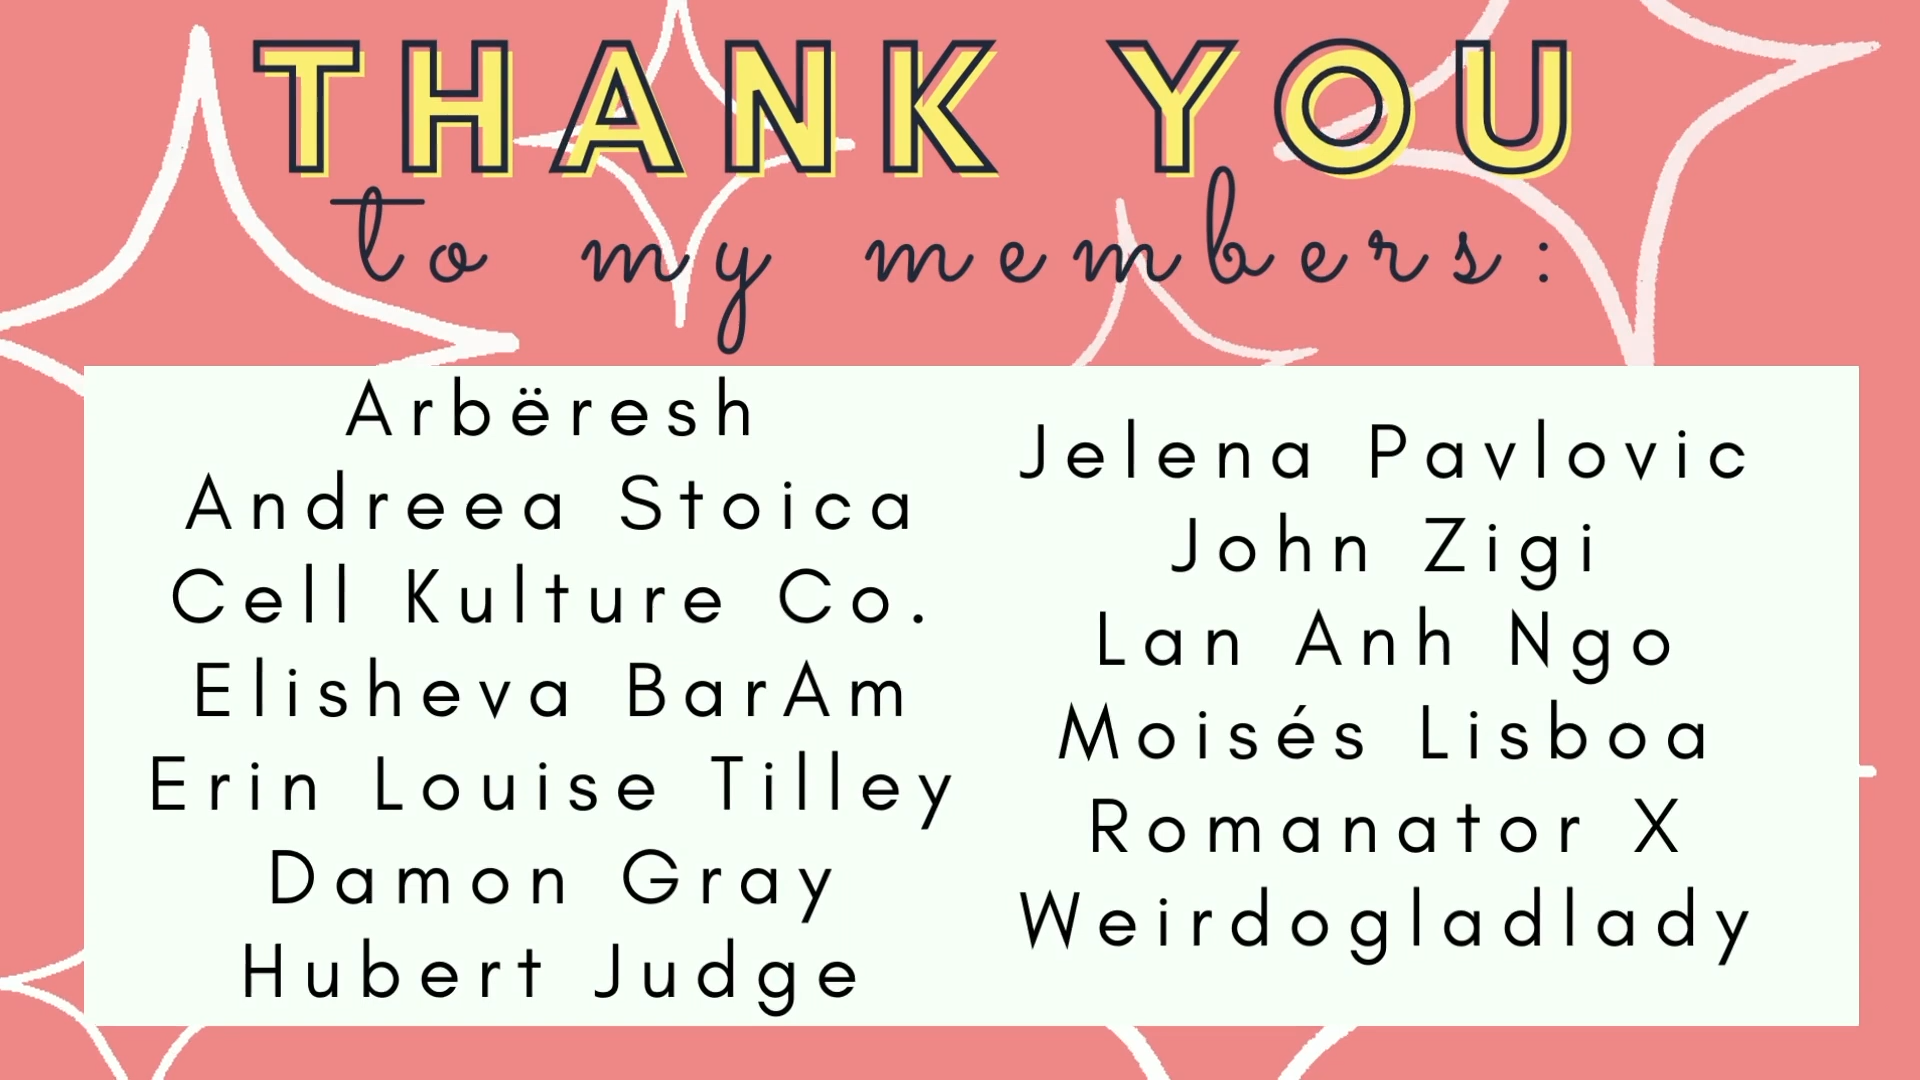 THANK YOU
to my members:
Arbëresh
Andreea Stoica
Cell Kulture Co.
Elisheva BarAm
Erin Louise Tilley
Damon Gray
Hubert Judge
Jelena Pavlovic
John Zigi
Lan Anh Ngo
Moisés Lisboa
Romanator X
Weirdogladlady